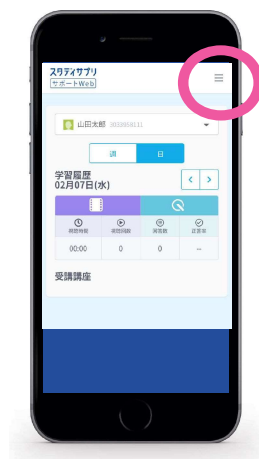 スタディサプリ
サポートWeb
山田太郎
週 日
学習履歴
02月07日(水)
視聴時間 視聴回数 演習数 正答率
00:00 0 0 --
受講講座